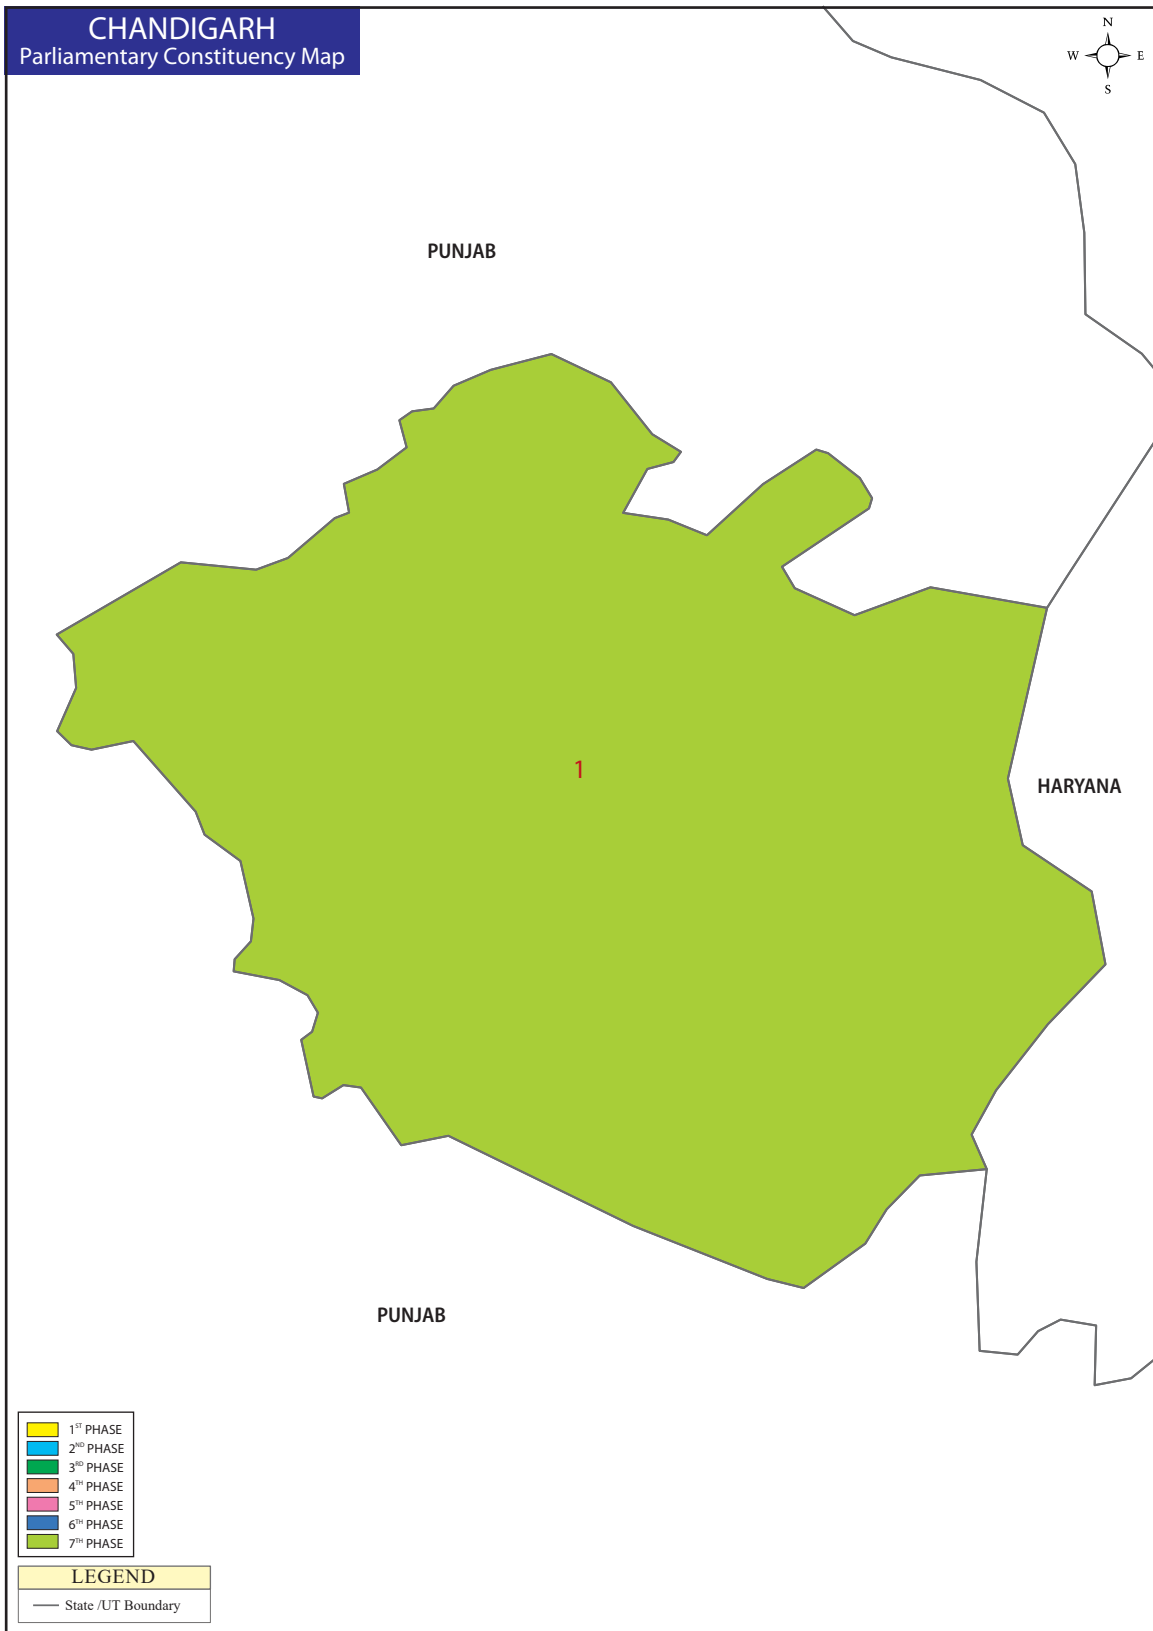 CHANDIGARH
Parliamentary Constituency Map
N
W E
S
PUNJAB
1
HARYANA
PUNJAB
1ST PHASE
2ND PHASE
3RD PHASE
4TH PHASE
5TH PHASE
6TH PHASE
7TH PHASE
LEGEND
State /UT Boundary